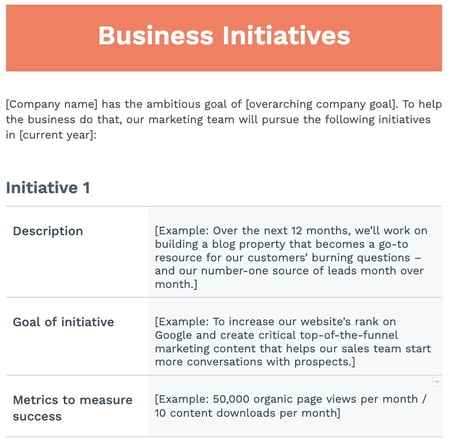 Business Initiatives
[Company name] has the ambitious goal of [overarching company goal]. To help
the business do that, our marketing team will pursue the following initiatives
in [current year]:
Initiative 1
Description
[Example: Over the next 12 months, we’ll work on
building a blog property that becomes a go-to
resource for our customers’ burning questions –
and our number-one source of leads month over
month.]
Goal of initiative
[Example: To increase our website’s rank on
Google and create critical top-of-the-funnel
marketing content that helps our sales team start
more conversations with prospects.]
Metrics to measure
success
[Example: 50,000 organic page views per month /
10 content downloads per month]